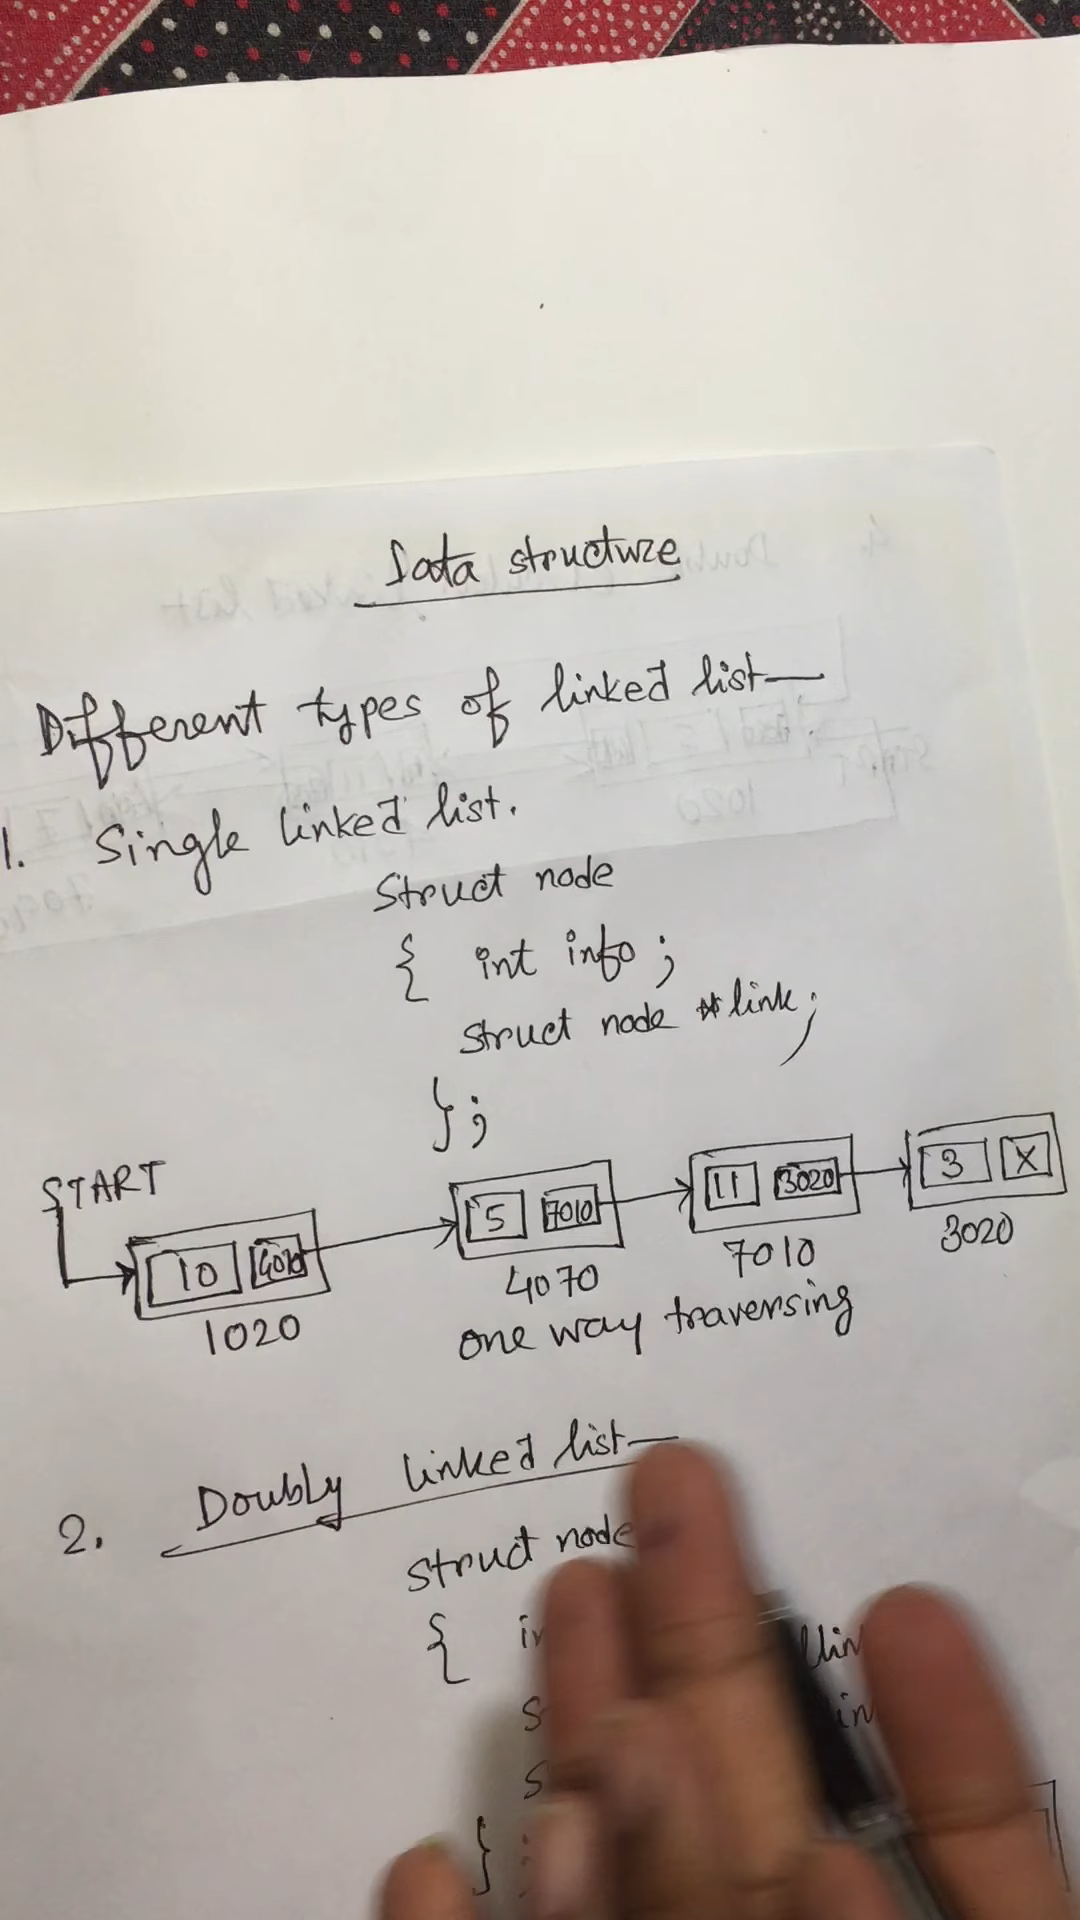 Data structure
Different types of linked list—
1. Single linked list.
struct node
{ int info;
struct node *link;
};
START
10 4070 5 7010 11 3020 3 X
1020 4070 7010 3020
one way traversing
2. Doubly linked list—
struct node
{
}